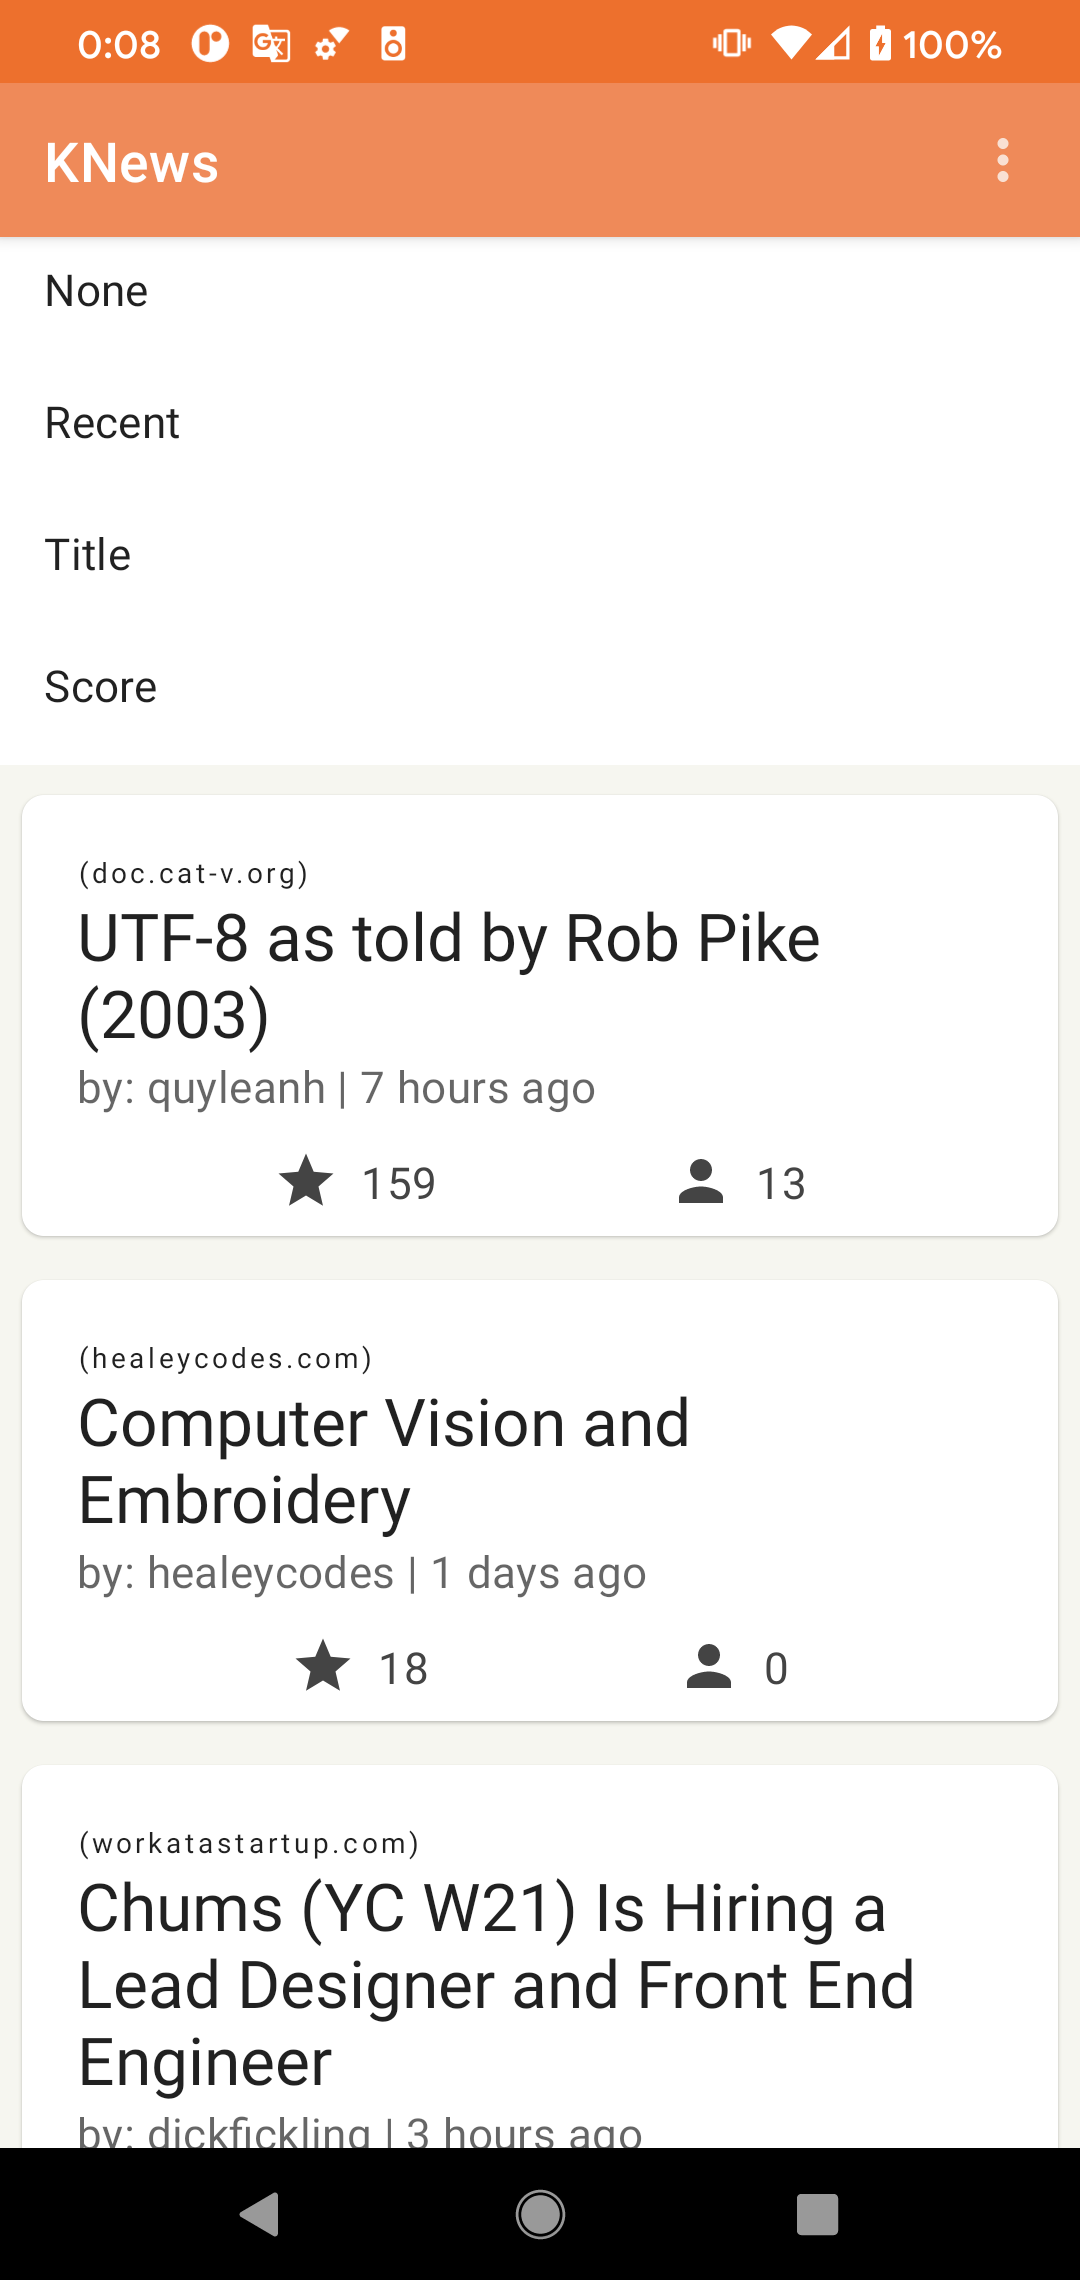 0:08
100%
KNews
None
Recent
Title
Score
(doc.cat-v.org)
UTF-8 as told by Rob Pike
(2003)
by: quyleanh | 7 hours ago
159
13
(healeycodes.com)
Computer Vision and
Embroidery
by: healeycodes | 1 days ago
18
0
(workatastartup.com)
Chums (YC W21) Is Hiring a
Lead Designer and Front End
Engineer
by: dickfickling | 3 hours ago